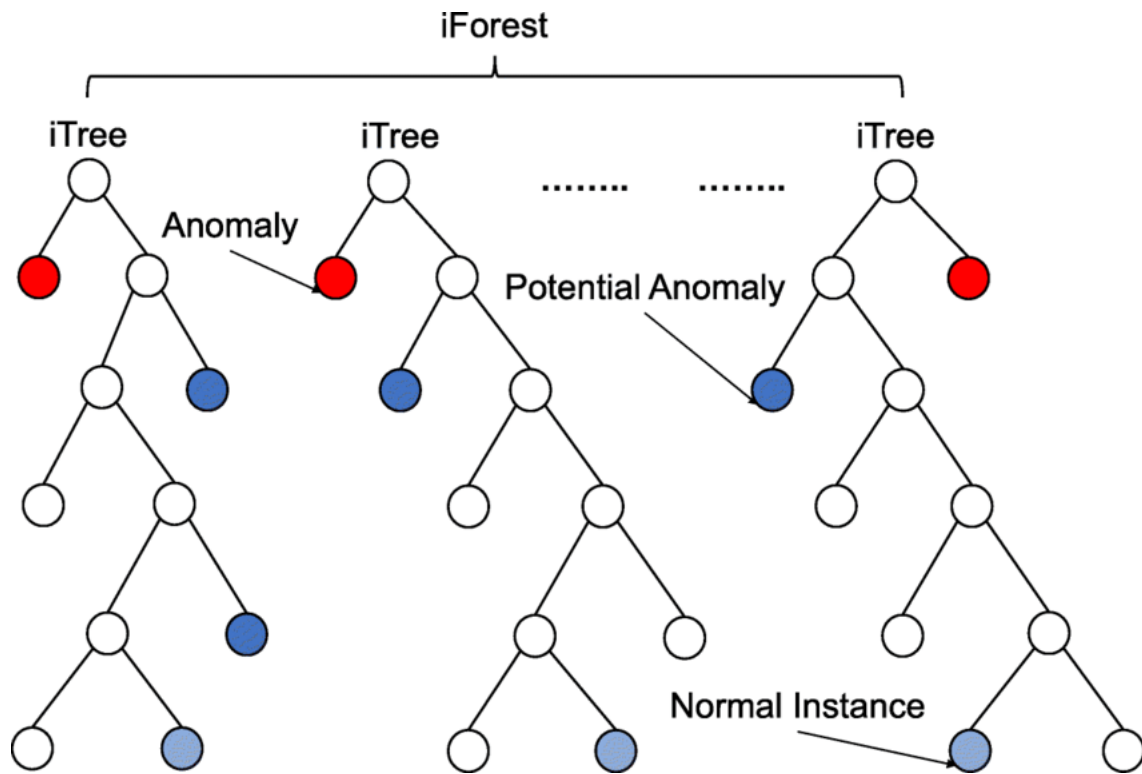 iForest
iTree
iTree
iTree
........ ........
Anomaly
Potential Anomaly
Normal Instance